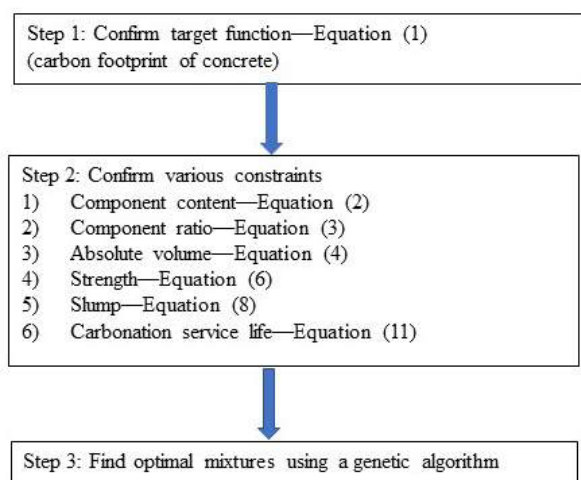 Step 1: Confirm target function—Equation (1)
(carbon footprint of concrete)
Step 2: Confirm various constraints
1) Component content—Equation (2)
2) Component ratio—Equation (3)
3) Absolute volume—Equation (4)
4) Strength—Equation (6)
5) Slump—Equation (8)
6) Carbonation service life—Equation (11)
Step 3: Find optimal mixtures using a genetic algorithm